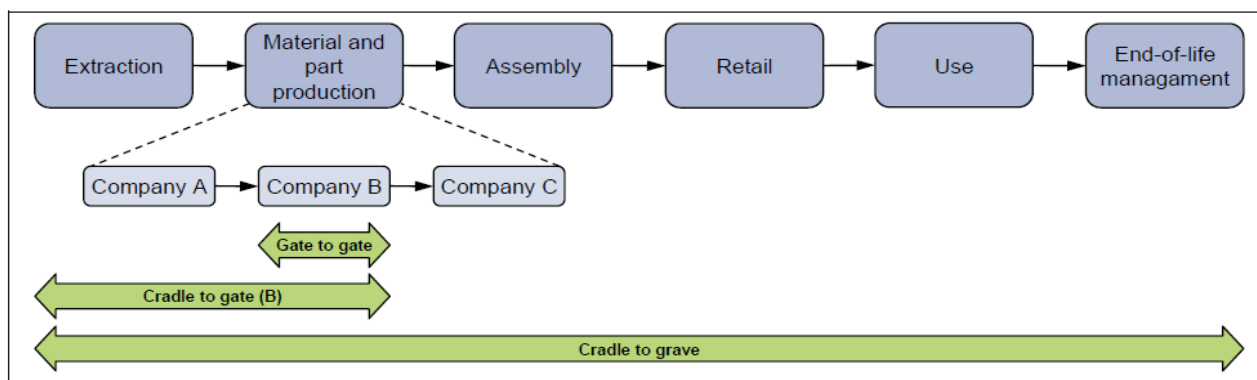 Extraction
Material and
part
production
Assembly
Retail
Use
End-of-life
managament
Company A
Company B
Company C
Gate to gate
Cradle to gate (B)
Cradle to grave